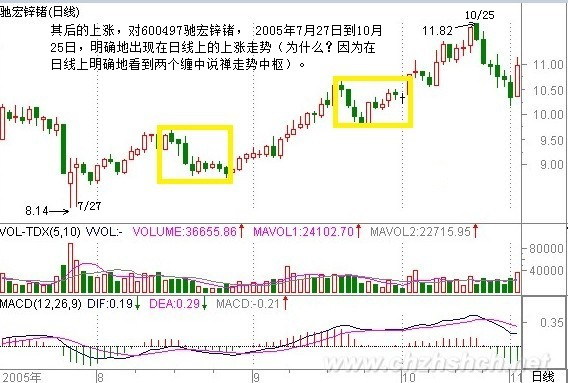 驰宏锌锗(日线)
其后的上涨，对600497驰宏锌锗， 2005年7月27日到10月
25日，明确地出现在日线上的上涨走势（为什么？因为在
日线上明确地看到两个缠中说禅走势中枢）。
10/25
11.82
11.00
10.50
10.00
9.50
9.00
8.14
7/27
VOL-TDX(5,10) VVOL:- VOLUME:36655.86 MAVOL1:24102.70 MAVOL2:22715.95
80000
40000
MACD(12,26,9) DIF:0.19 DEA:0.29 MACD:-0.21
0.35
www.chzhshch.net
2005年 8 9 10 11 日线